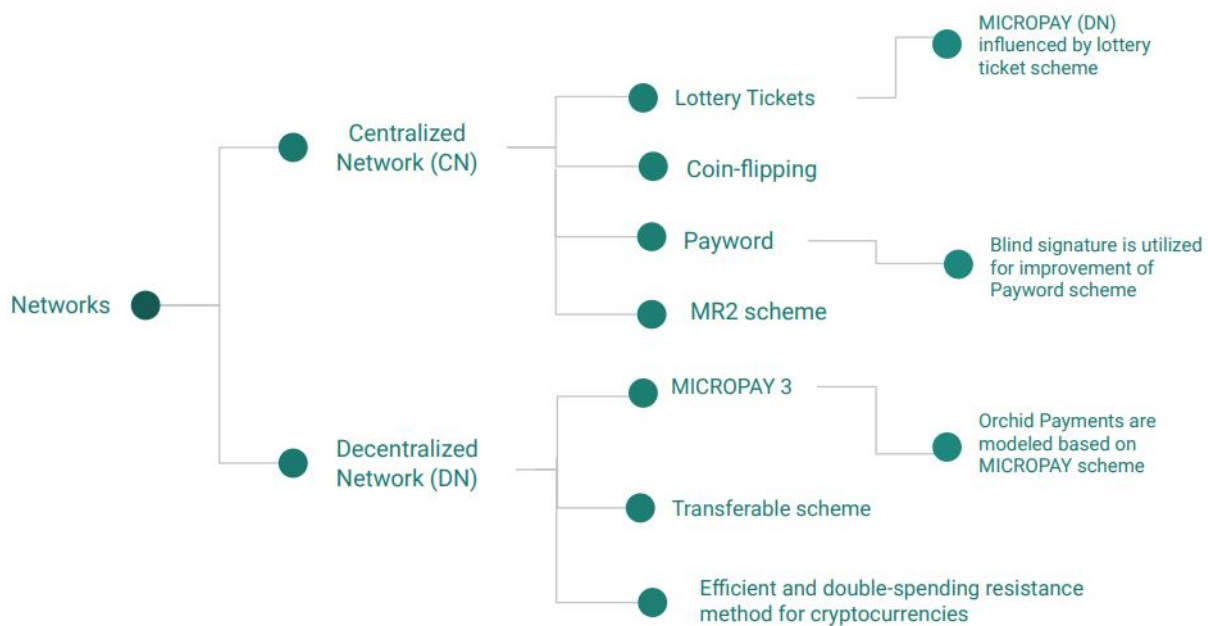 MICROPAY (DN)
influenced by lottery
ticket scheme
Lottery Tickets
Centralized
Network (CN)
Coin-flipping
Payword
Blind signature is utilized
for improvement of
Payword scheme
Networks
MR2 scheme
MICROPAY 3
Orchid Payments are
modeled based on
MICROPAY scheme
Decentralized
Network (DN)
Transferable scheme
Efficient and double-spending resistance
method for cryptocurrencies